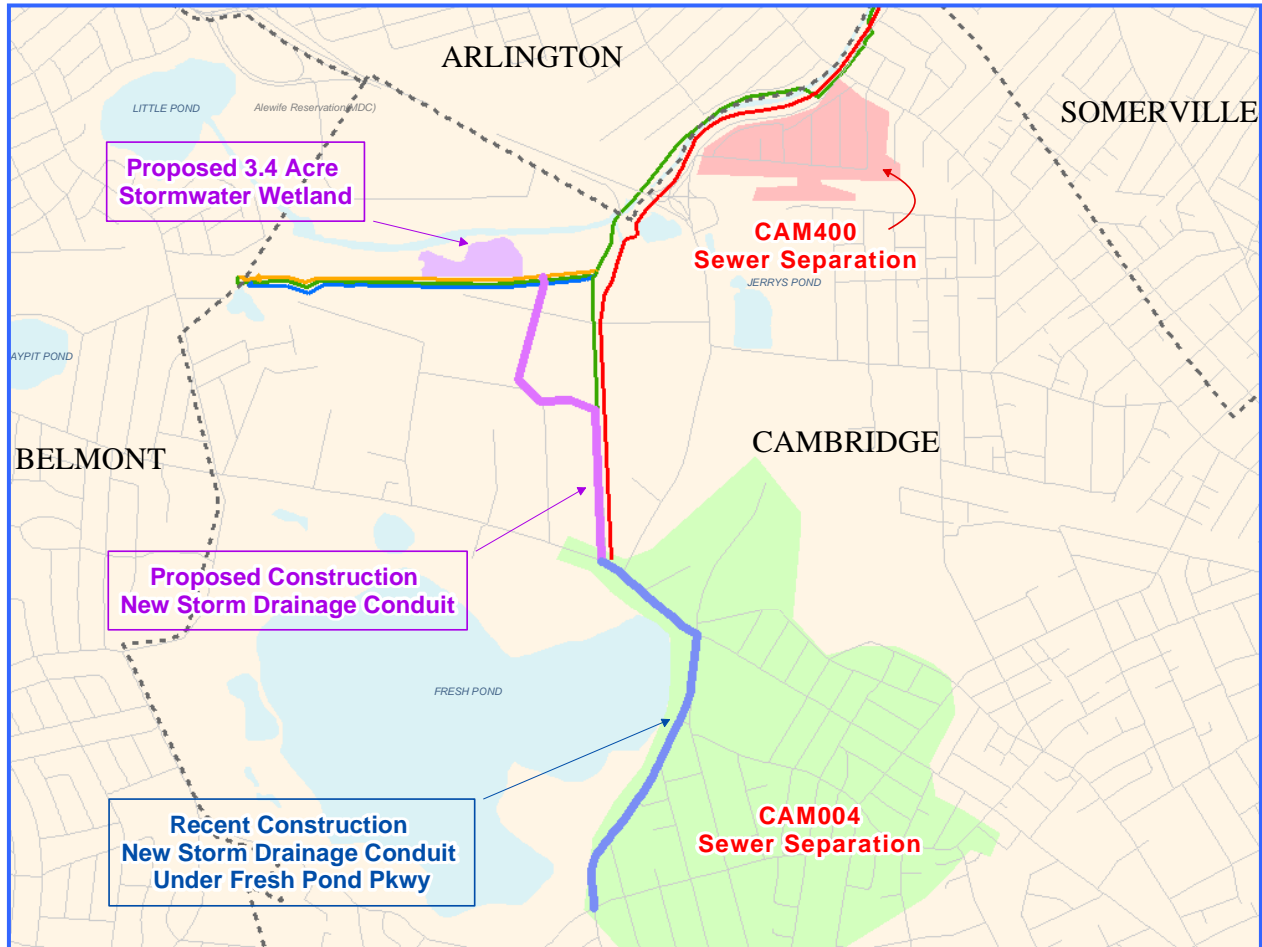 ARLINGTON
SOMERVILLE
LITTLE POND
Alewife Reservation(MDC)
Proposed 3.4 Acre
Stormwater Wetland
CAM400
Sewer Separation
JERRYS POND
AYPIT POND
BELMONT
CAMBRIDGE
Proposed Construction
New Storm Drainage Conduit
FRESH POND
Recent Construction
New Storm Drainage Conduit
Under Fresh Pond Pkwy
CAM004
Sewer Separation